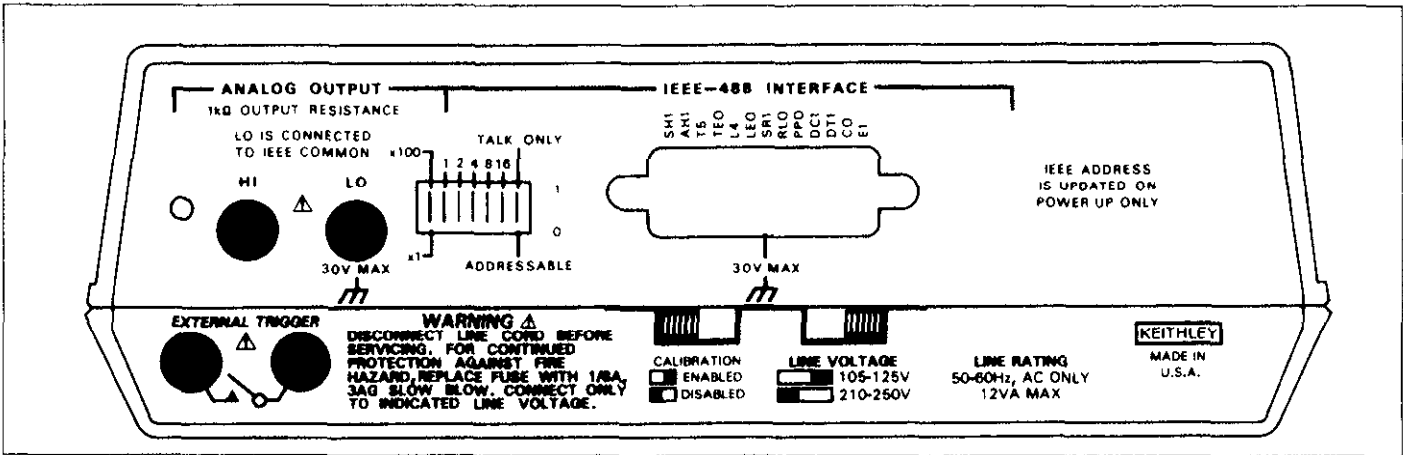 ANALOG OUTPUT
1kΩ OUTPUT RESISTANCE
LO IS CONNECTED
TO IEEE COMMON
HI
LO
30V MAX
x100
1 2 4 8 16
TALK ONLY
1
0
x1
ADDRESSABLE
IEEE-488 INTERFACE
SH1
AH1
T5
TEO
L4
LEO
SR1
RLO
PPO
DC1
DT1
CO
E1
30V MAX
IEEE ADDRESS
IS UPDATED ON
POWER UP ONLY
EXTERNAL TRIGGER
WARNING
DISCONNECT LINE CORD BEFORE
SERVICING. FOR CONTINUED
PROTECTION AGAINST FIRE
HAZARD, REPLACE FUSE WITH 1/8A,
3AG SLOW BLOW. CONNECT ONLY
TO INDICATED LINE VOLTAGE.
CALIBRATION
ENABLED
DISABLED
LINE VOLTAGE
105-125V
210-250V
LINE RATING
50-60Hz, AC ONLY
12VA MAX
KEITHLEY
MADE IN
U.S.A.